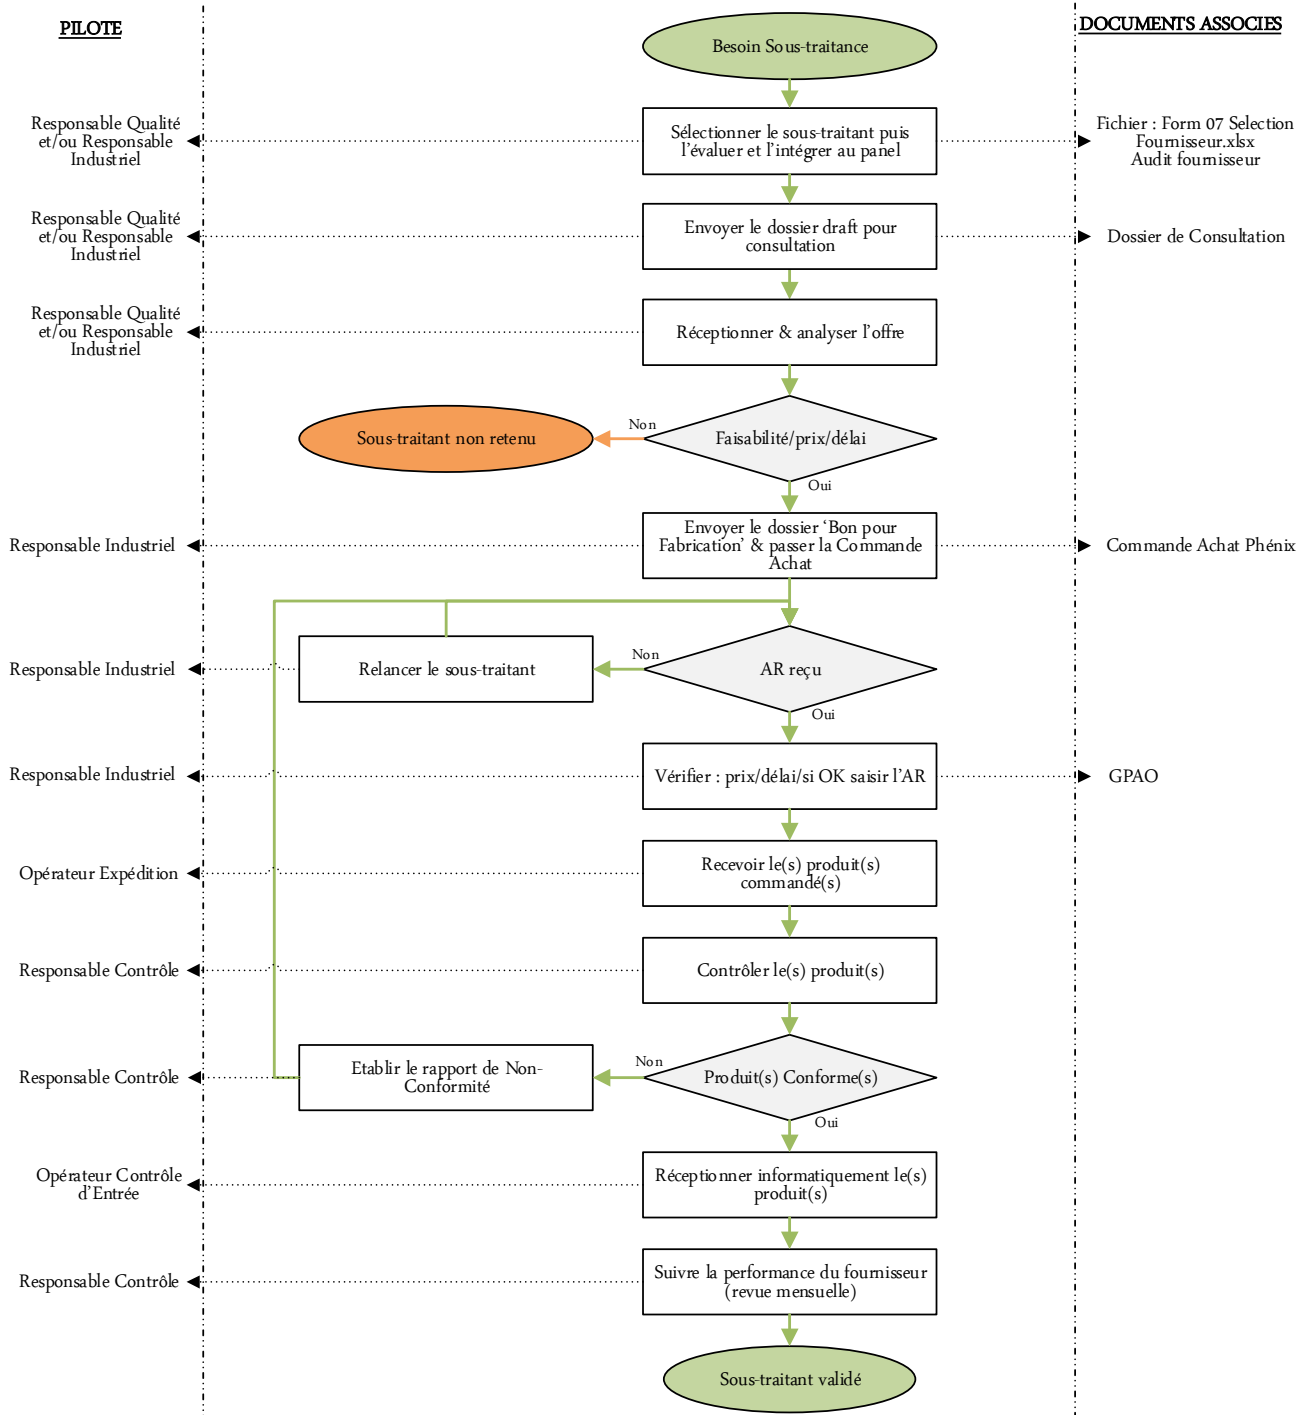 PILOTE
DOCUMENTS ASSOCIES
Besoin Sous-traitance
Responsable Qualité
et/ou Responsable
Industriel
Sélectionner le sous-traitant puis
l'évaluer et l'intégrer au panel
Fichier : Form 07 Selection
Fournisseur.xlsx
Audit fournisseur
Responsable Qualité
et/ou Responsable
Industriel
Envoyer le dossier draft pour
consultation
Dossier de Consultation
Responsable Qualité
et/ou Responsable
Industriel
Réceptionner & analyser l'offre
Sous-traitant non retenu
Non
Faisabilité/prix/délai
Oui
Responsable Industriel
Envoyer le dossier ‘Bon pour
Fabrication’ & passer la Commande
Achat
Commande Achat Phénix
Responsable Industriel
Relancer le sous-traitant
Non
AR reçu
Oui
Responsable Industriel
Vérifier : prix/délai/si OK saisir l'AR
GPAO
Opérateur Expédition
Recevoir le(s) produit(s)
commandé(s)
Responsable Contrôle
Contrôler le(s) produit(s)
Responsable Contrôle
Etablir le rapport de Non-
Conformité
Non
Produit(s) Conforme(s)
Oui
Opérateur Contrôle
d'Entrée
Réceptionner informatiquement le(s)
produit(s)
Responsable Contrôle
Suivre la performance du fournisseur
(revue mensuelle)
Sous-traitant validé